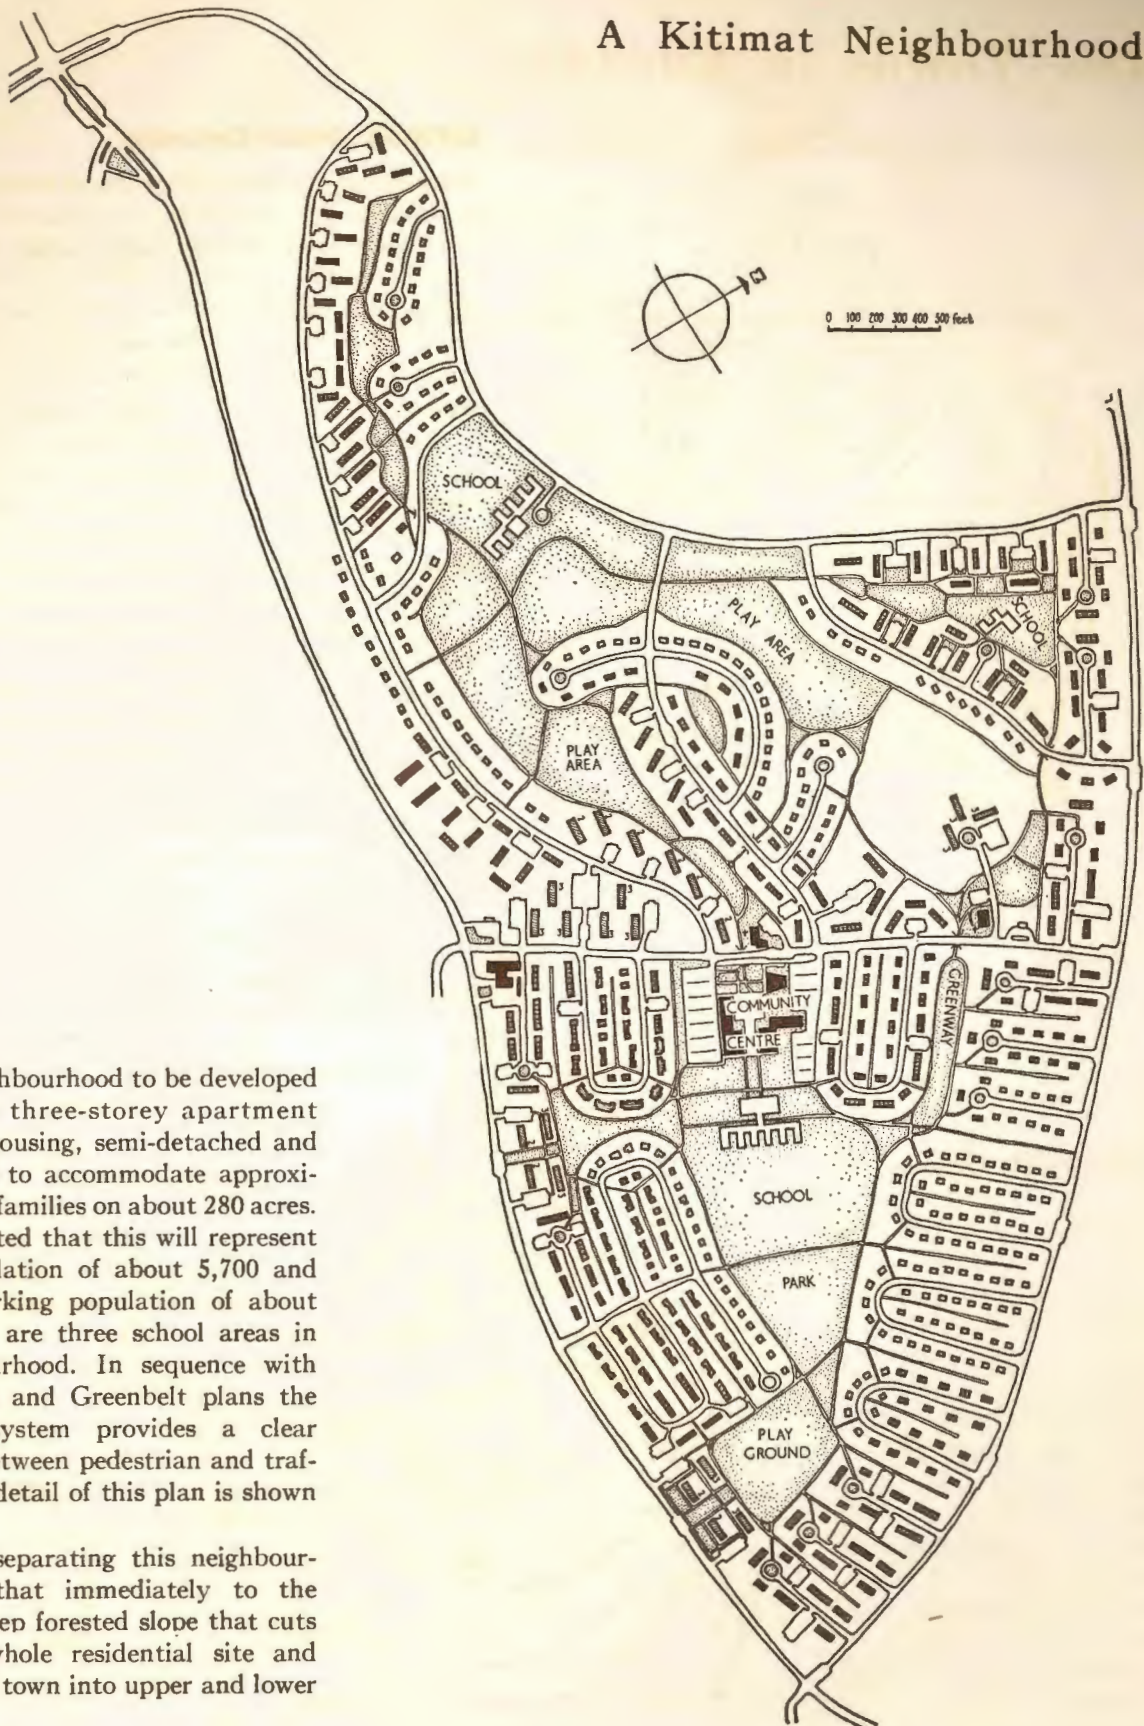 A Kitimat Neighbourhood
N
0 100 200 300 400 500 feet
SCHOOL
PLAY AREA
SCHOOL
PLAY
AREA
COMMUNITY
CENTRE
GREENWAY
SCHOOL
PARK
PLAY
GROUND
hbourhood to be developed
three-storey apartment
ousing, semi-detached and
to accommodate approxi-
families on about 280 acres.
ted that this will represent
lation of about 5,700 and
rking population of about
are three school areas in
urhood. In sequence with
and Greenbelt plans the
ystem provides a clear
tween pedestrian and traf-
detail of this plan is shown
separating this neighbour-
that immediately to the
ep forested slope that cuts
whole residential site and
town into upper and lower